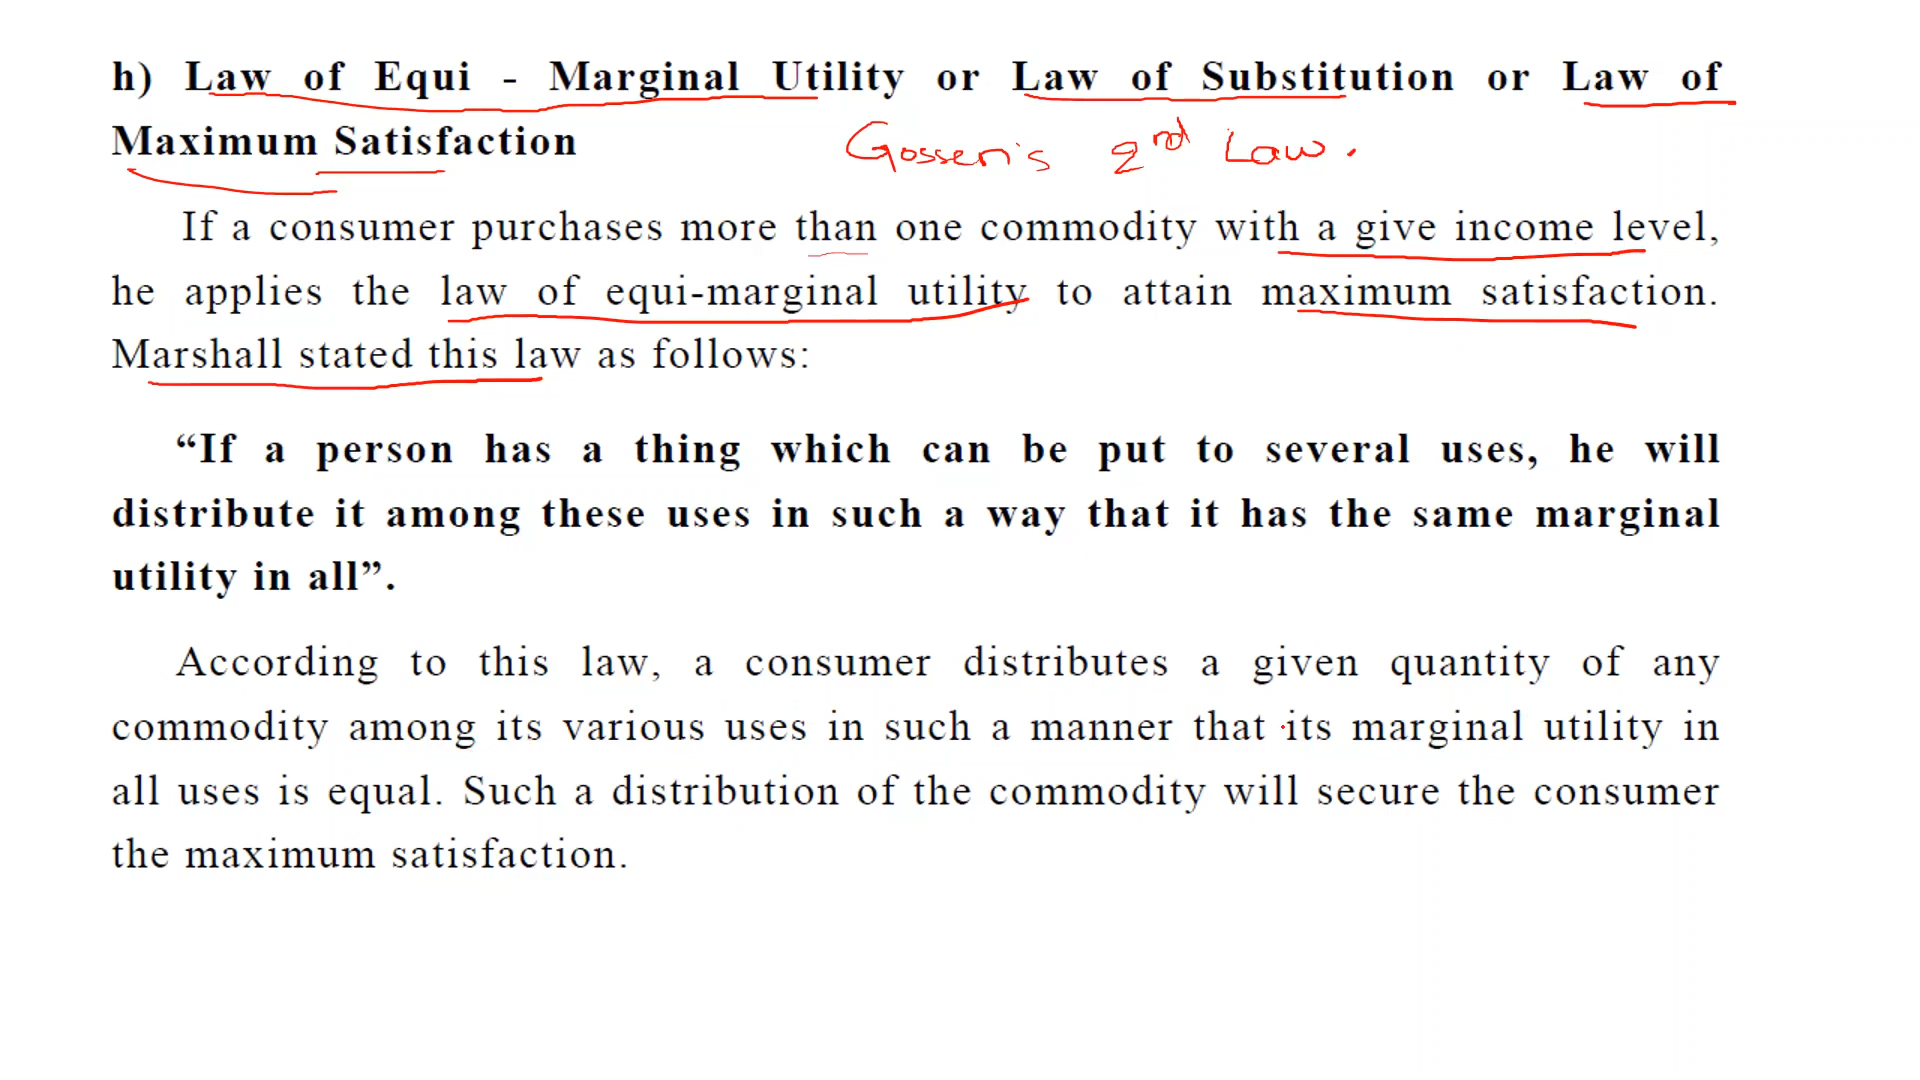 h) Law of Equi - Marginal Utility or Law of Substitution or Law of
Maximum Satisfaction
Gossen's 2rd Law.
If a consumer purchases more than one commodity with a give income level,
he applies the law of equi-marginal utility to attain maximum satisfaction.
Marshall stated this law as follows:
“If a person has a thing which can be put to several uses, he will
distribute it among these uses in such a way that it has the same marginal
utility in all”.
According to this law, a consumer distributes a given quantity of any
commodity among its various uses in such a manner that its marginal utility in
all uses is equal. Such a distribution of the commodity will secure the consumer
the maximum satisfaction.